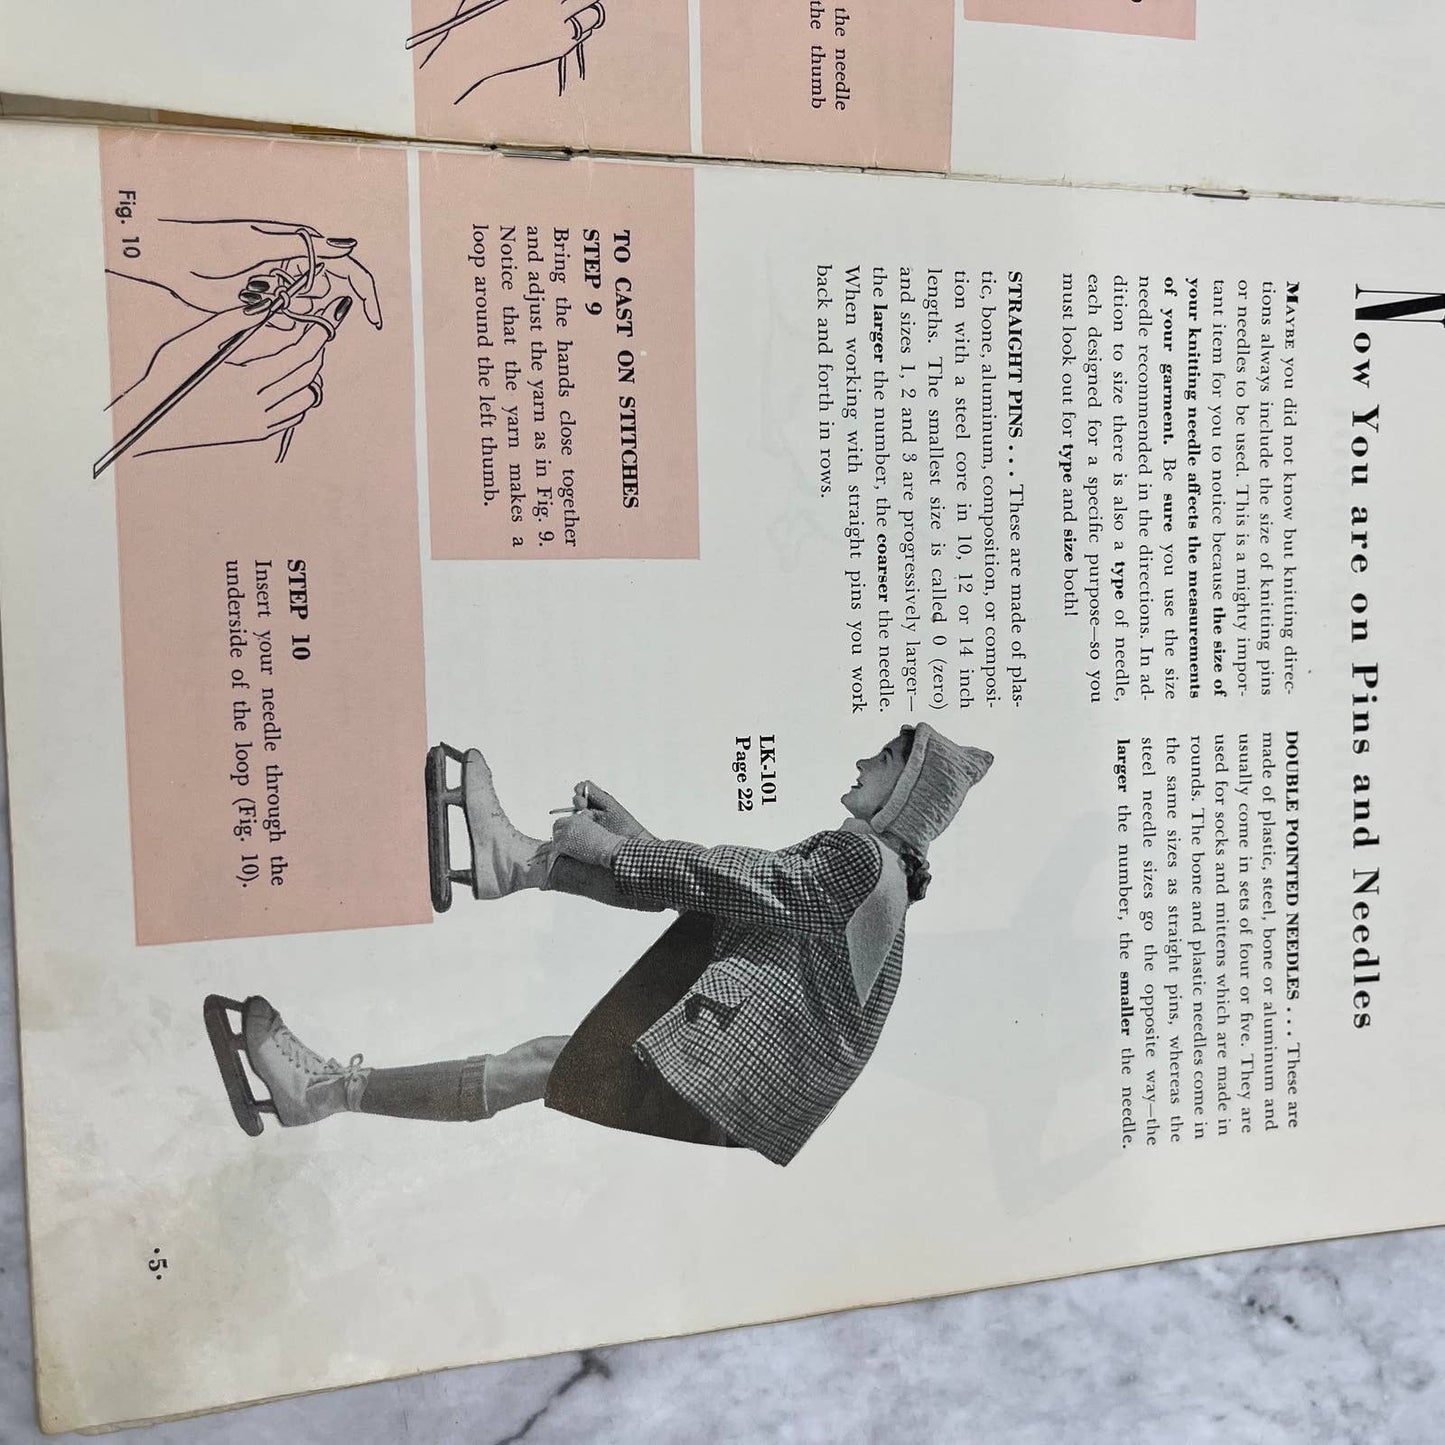 the needle
the thumb
Now You are on Pins and Needles
MAYBE you did not know but knitting direc-
tions always include the size of knitting pins
or needles to be used. This is a mighty impor-
tant item for you to notice because the size of
your knitting needle affects the measurements
of your garment. Be sure you use the size
needle recommended in the directions. In ad-
dition to size there is also a type of needle,
each designed for a specific purpose—so you
must look out for type and size both!
STRAIGHT PINS . . . These are made of plas-
tic, bone, aluminum, composition, or composi-
tion with a steel core in 10, 12 or 14 inch
lengths. The smallest size is called 0 (zero)
and sizes 1, 2 and 3 are progressively larger—
the larger the number, the coarser the needle.
When working with straight pins you work
back and forth in rows.
DOUBLE POINTED NEEDLES . . . These are
made of plastic, steel, bone or aluminum and
usually come in sets of four or five. They are
used for socks and mittens which are made in
rounds. The bone and plastic needles come in
the same sizes as straight pins, whereas the
steel needle sizes go the opposite way—the
larger the number, the smaller the needle.
LK-101
Page 22
TO CAST ON STITCHES
STEP 9
Bring the hands close together
and adjust the yarn as in Fig. 9.
Notice that the yarn makes a
loop around the left thumb.
STEP 10
Insert your needle through the
underside of the loop (Fig. 10).
Fig. 10
·5·